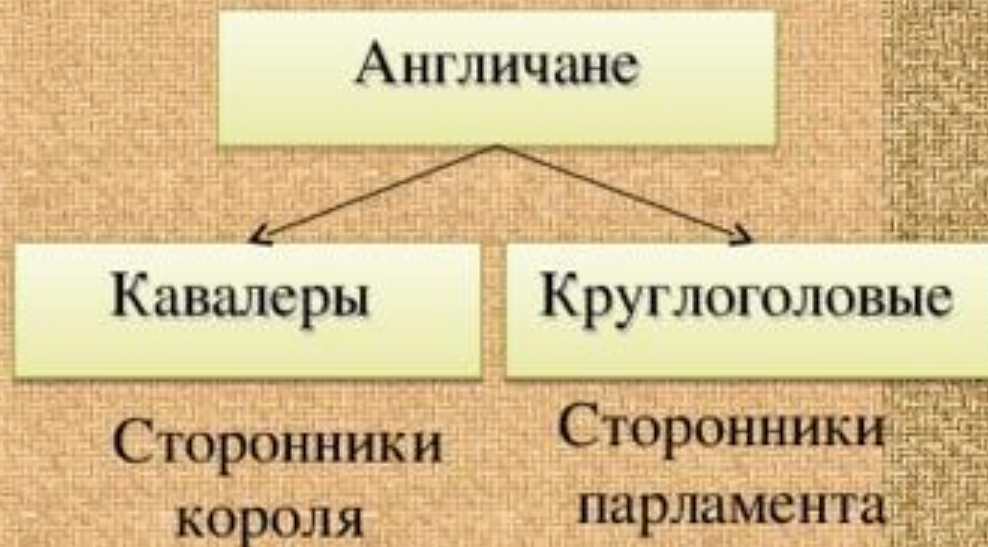 Англичане
Кавалеры
Круглоголовые
Сторонники
короля
Сторонники
парламента